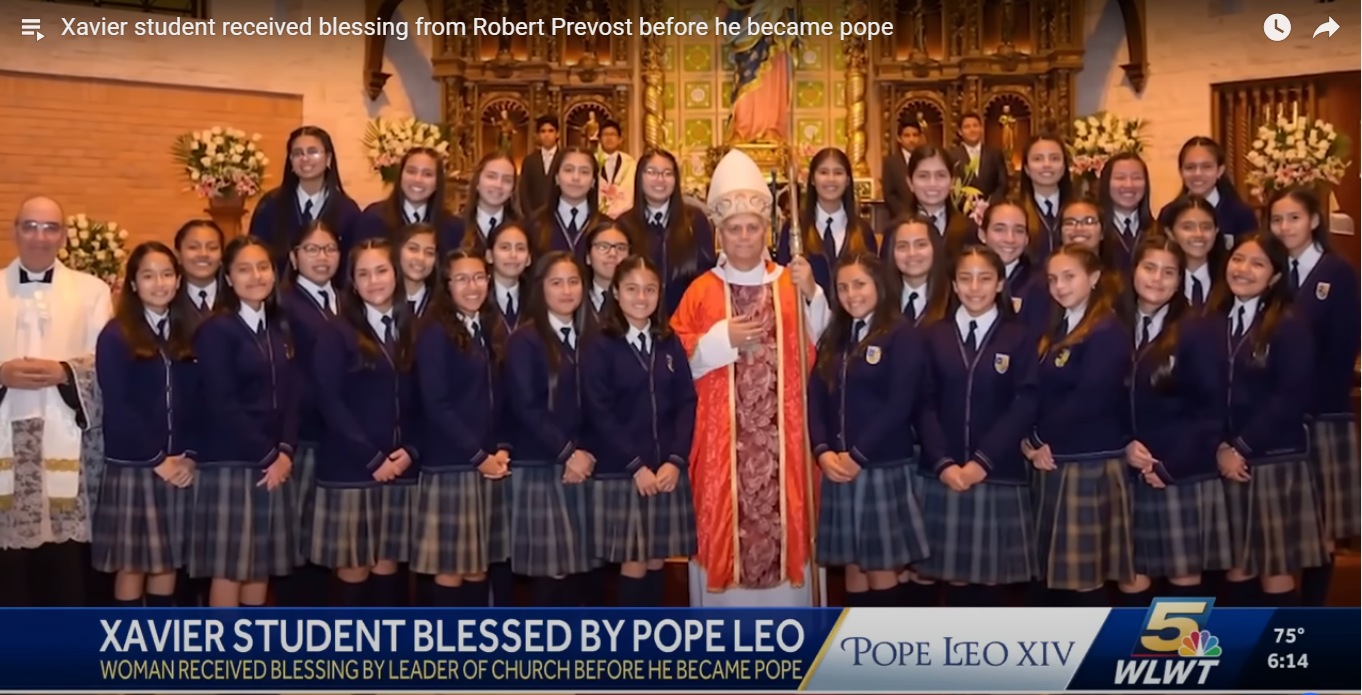 Xavier student received blessing from Robert Prevost before he became pope
XAVIER STUDENT BLESSED BY POPE LEO
WOMAN RECEIVED BLESSING BY LEADER OF CHURCH BEFORE HE BECAME POPE
POPE LEO XIV
5
WLWT
75°
6:14